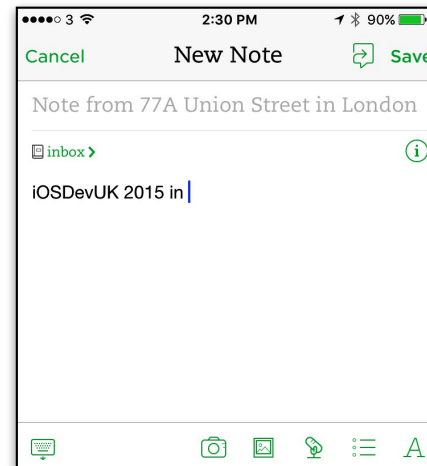 3 2:30 PM 90%
Cancel New Note Save
Note from 77A Union Street in London
inbox
iOSDevUK 2015 in
A